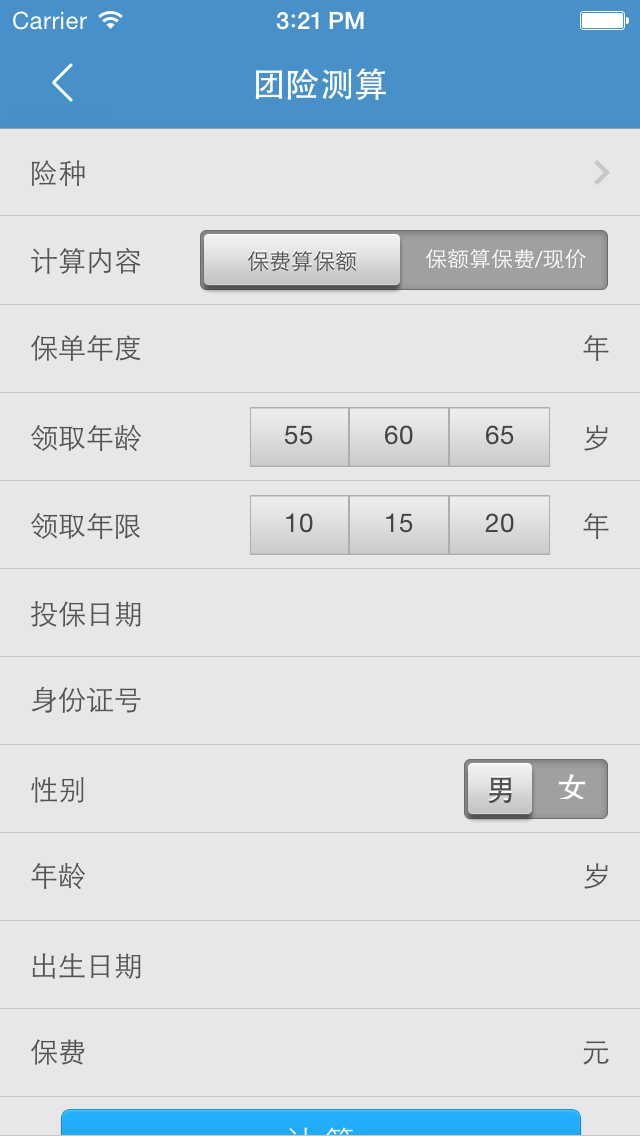 Carrier 3:21 PM
团险测算
险种
计算内容 保费算保额 保额算保费/现价
保单年度 年
领取年龄 55 60 65 岁
领取年限 10 15 20 年
投保日期
身份证号
性别 男 女
年龄 岁
出生日期
保费 元
计算